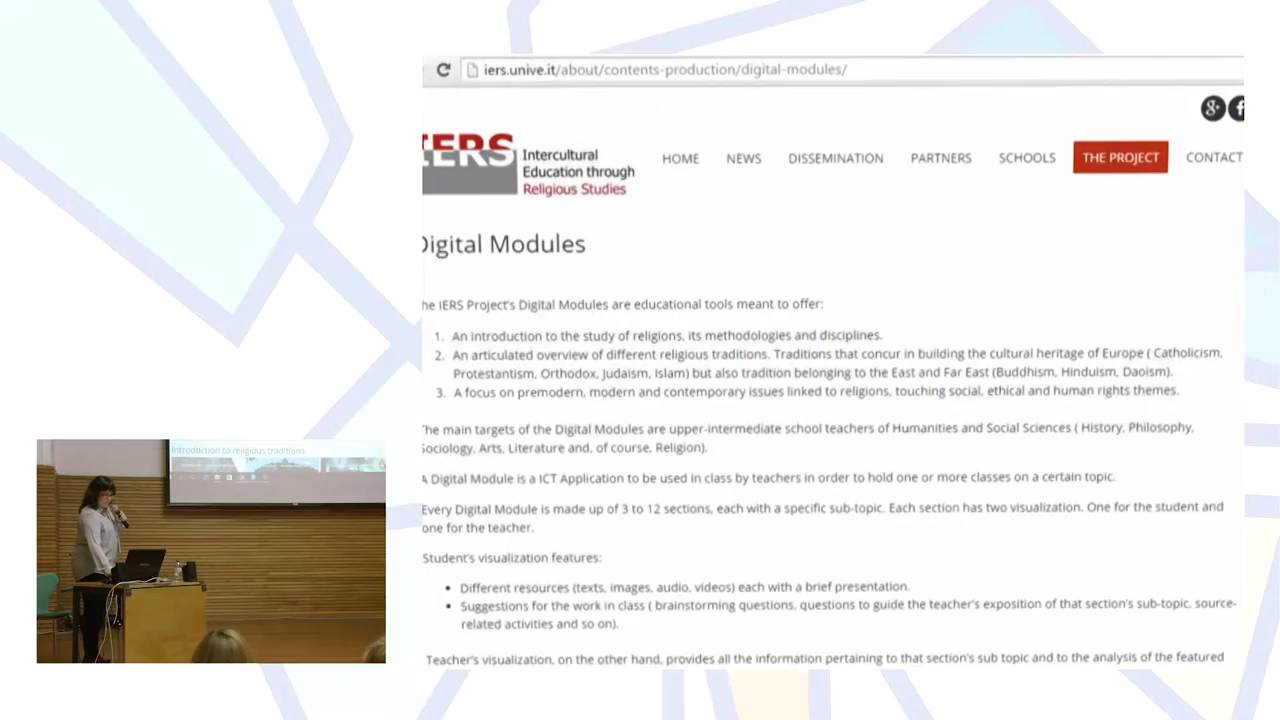 iers.unive.it/about/contents-production/digital-modules/
IERS
Intercultural
Education through
Religious Studies
HOME NEWS DISSEMINATION PARTNERS SCHOOLS THE PROJECT CONTACT
Digital Modules
he IERS Project's Digital Modules are educational tools meant to offer:
1. An introduction to the study of religions, its methodologies and disciplines.
2. An articulated overview of different religious traditions. Traditions that concur in building the cultural heritage of Europe ( Catholicism,
Protestantism, Orthodox, Judaism, Islam) but also tradition belonging to the East and Far East (Buddhism, Hinduism, Daoism).
3. A focus on premodern, modern and contemporary issues linked to religions, touching social, ethical and human rights themes.
The main targets of the Digital Modules are upper-intermediate school teachers of Humanities and Social Sciences ( History, Philosophy,
Sociology, Arts, Literature and, of course, Religion).
A Digital Module is a ICT Application to be used in class by teachers in order to hold one or more classes on a certain topic.
Every Digital Module is made up of 3 to 12 sections, each with a specific sub-topic. Each section has two visualization. One for the student and
one for the teacher.
Student's visualization features:
Different resources (texts, images, audio, videos) each with a brief presentation.
Suggestions for the work in class ( brainstorming questions, questions to guide the teacher's exposition of that section's sub-topic, source-
related activities and so on).
Teacher's visualization, on the other hand, provides all the information pertaining to that section's sub topic and to the analysis of the featured
Introduction to religious traditions